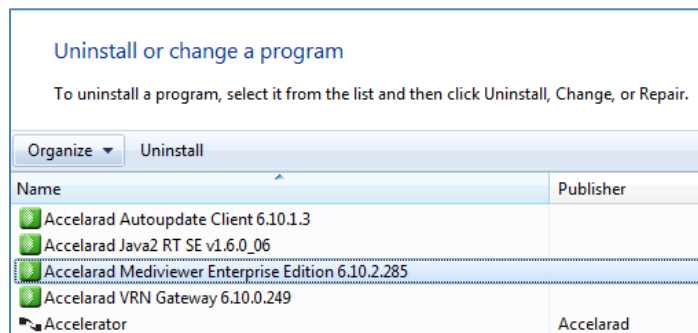 Uninstall or change a program
To uninstall a program, select it from the list and then click Uninstall, Change, or Repair.
Organize Uninstall
Name Publisher
Accelarad Autoupdate Client 6.10.1.3
Accelarad Java2 RT SE v1.6.0_06
Accelarad Mediviewer Enterprise Edition 6.10.2.285
Accelarad VRN Gateway 6.10.0.249
Accelerator Accelarad